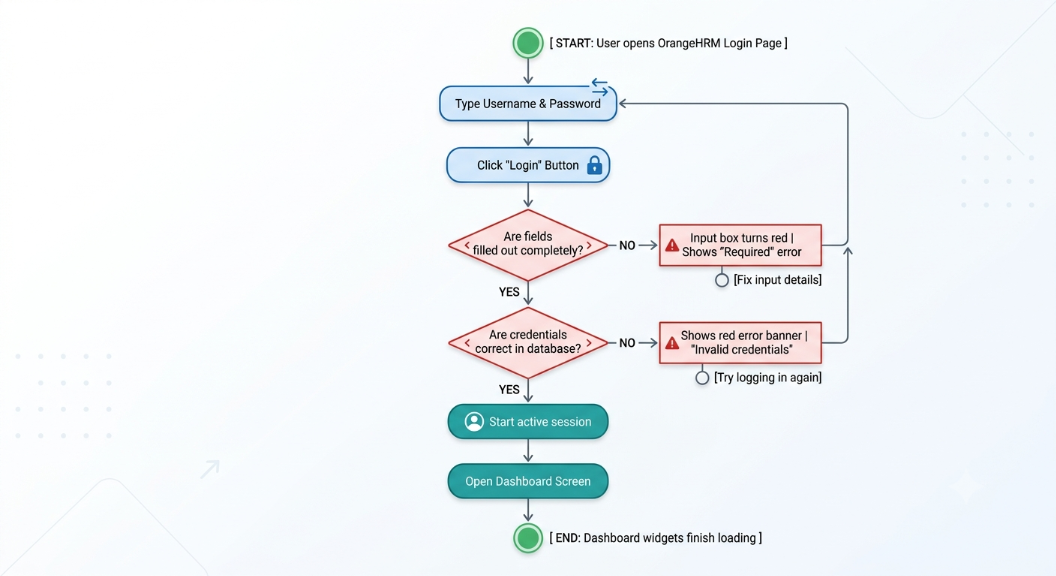 [ START: User opens OrangeHRM Login Page ]
Type Username & Password
Click "Login" Button
Are fields
filled out completely?
NO
Input box turns red |
Shows "Required" error
[Fix input details]
YES
Are credentials
correct in database?
NO
Shows red error banner |
"Invalid credentials"
[Try logging in again]
YES
Start active session
Open Dashboard Screen
[ END: Dashboard widgets finish loading ]